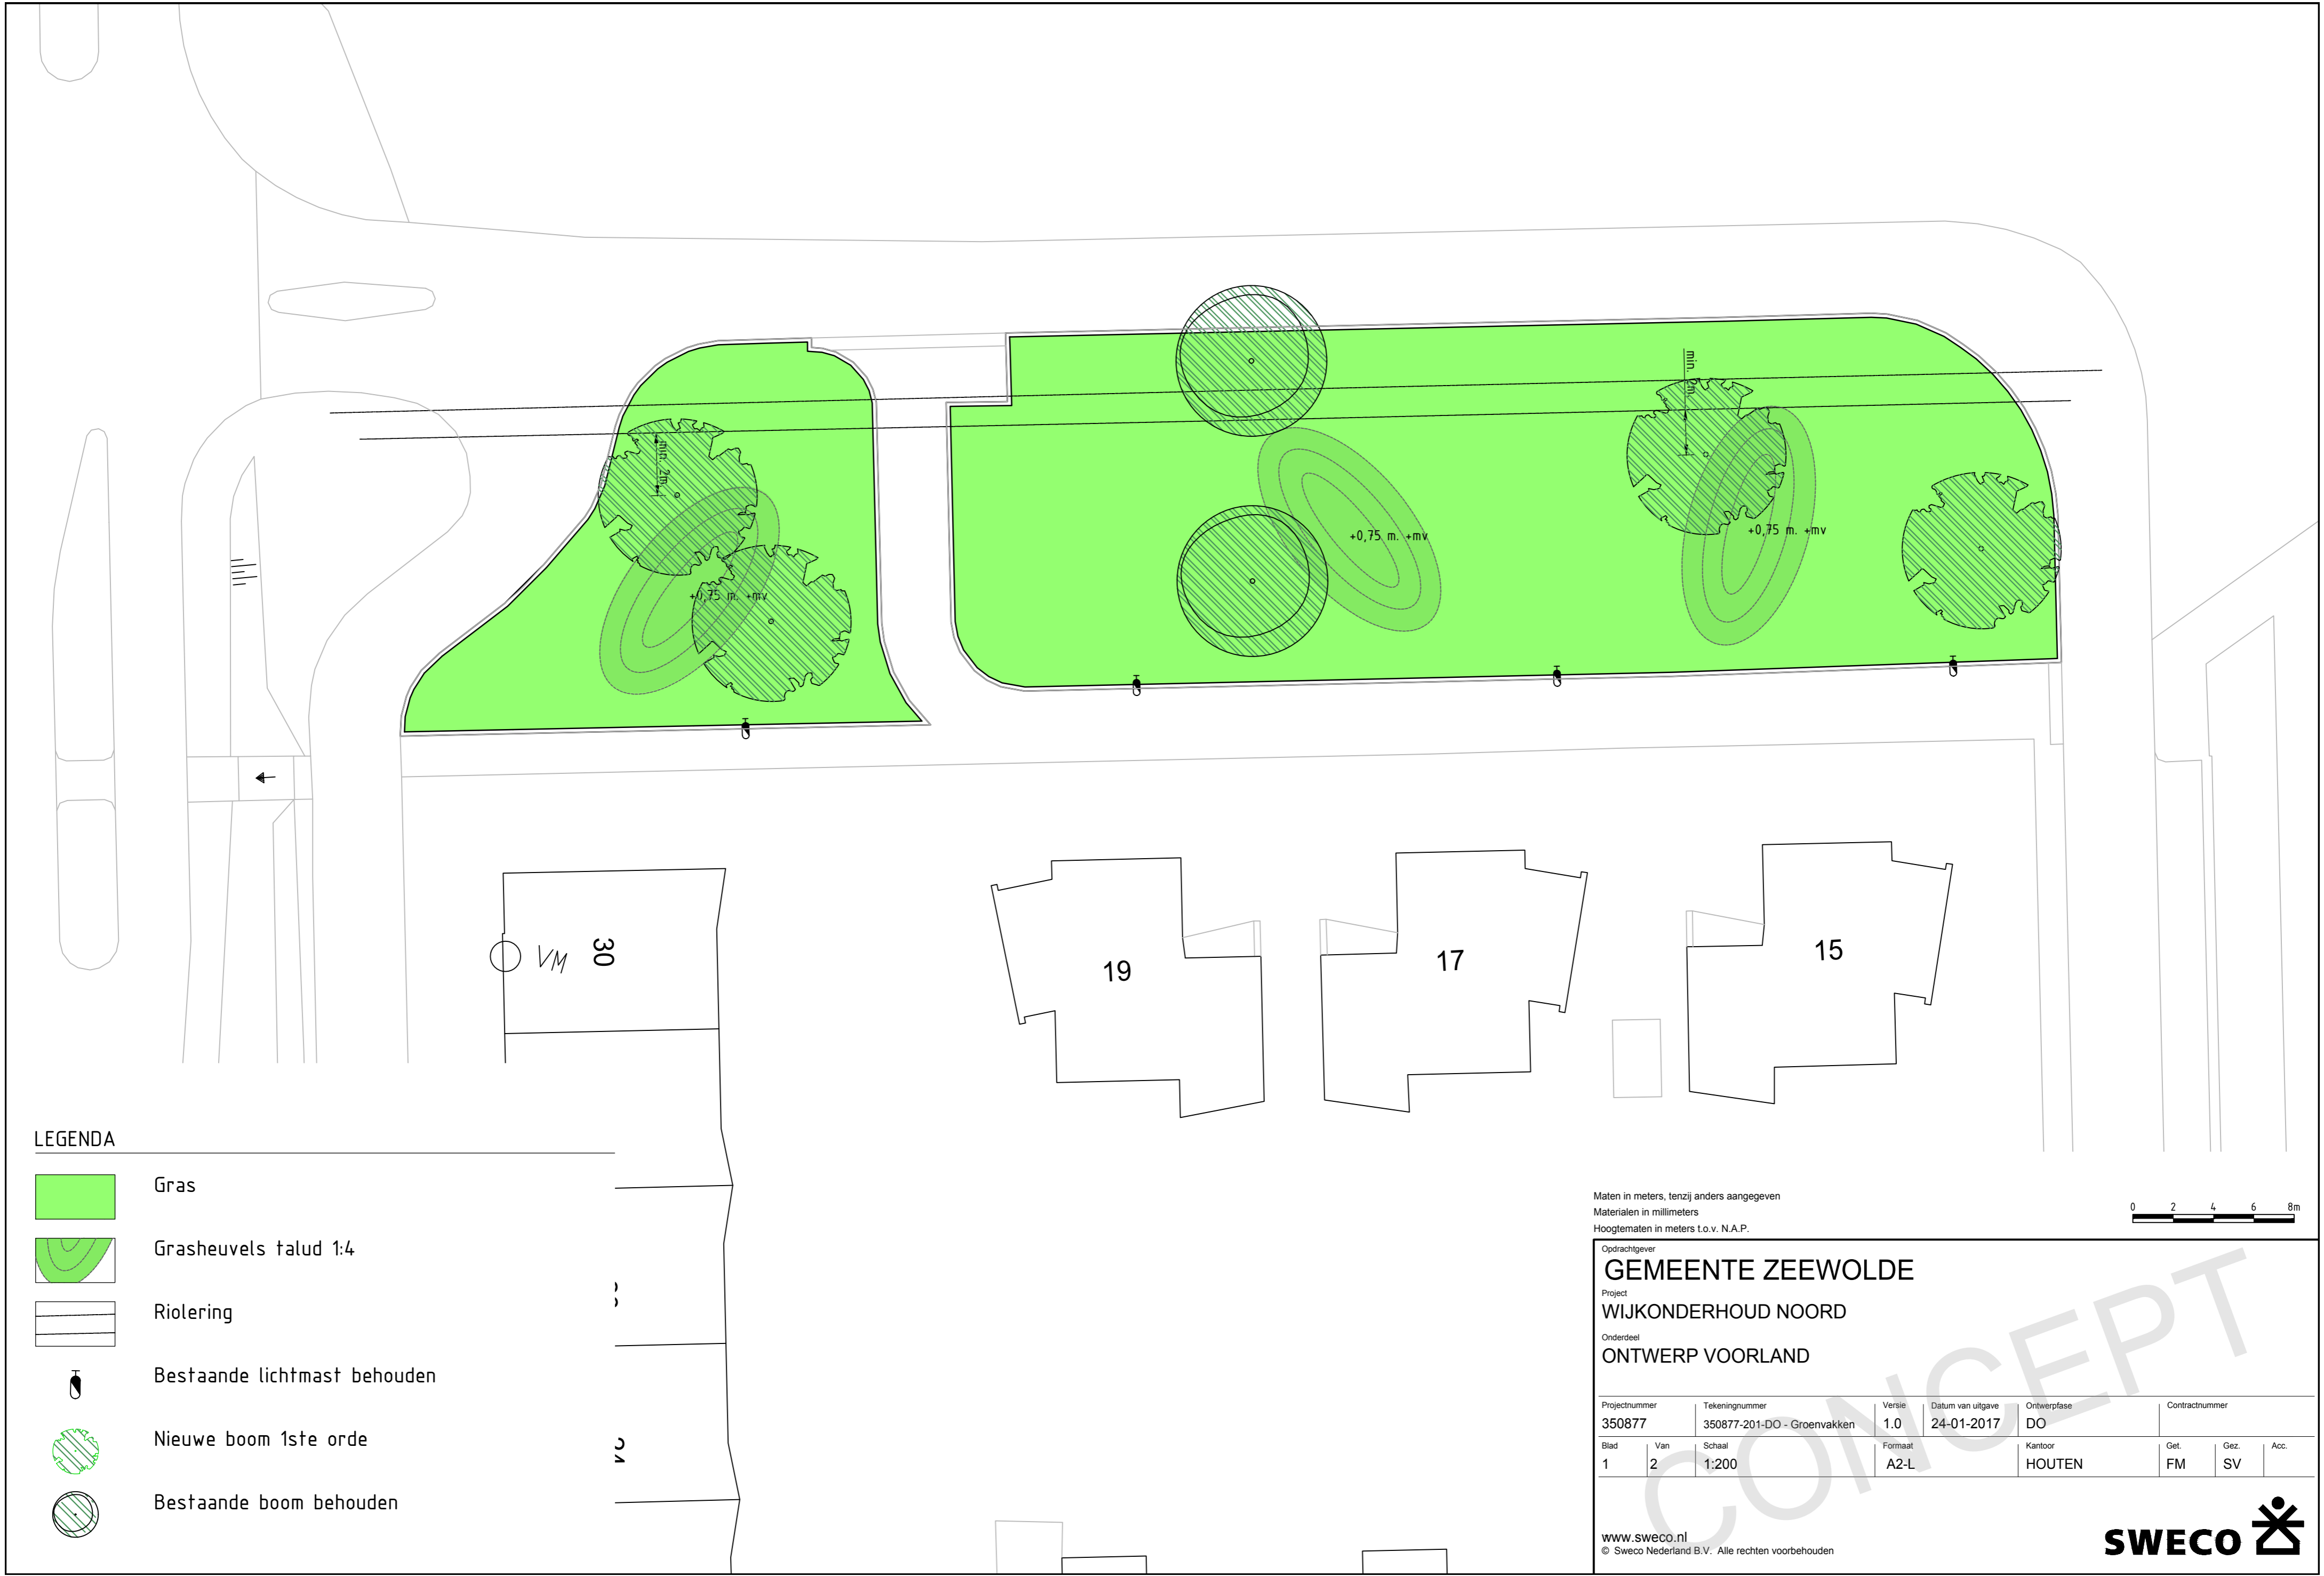 min. 2m.
min. 2m.
+0,75 m. +mv
+0,75 m. +mv
+0,75 m. +mv
30
VM
19
17
15
LEGENDA
Gras
Grasheuvels talud 1:4
Riolering
Bestaande lichtmast behouden
Nieuwe boom 1ste orde
Bestaande boom behouden
Maten in meters, tenzij anders aangegeven
Materialen in millimeters
Hoogtematen in meters t.o.v. N.A.P.
0 2 4 6 8m
Opdrachtgever
GEMEENTE ZEEWOLDE
Project
WIJKONDERHOUD NOORD
Onderdeel
ONTWERP VOORLAND
Projectnummer Tekeningnummer Versie Datum van uitgave Ontwerpfase Contractnummer
350877 350877-201-DO - Groenvakken 1.0 24-01-2017 DO
Blad Van Schaal Formaat Kantoor Get. Gez. Acc.
1 2 1:200 A2-L HOUTEN FM SV
CONCEPT
www.sweco.nl
© Sweco Nederland B.V. Alle rechten voorbehouden
SWECO